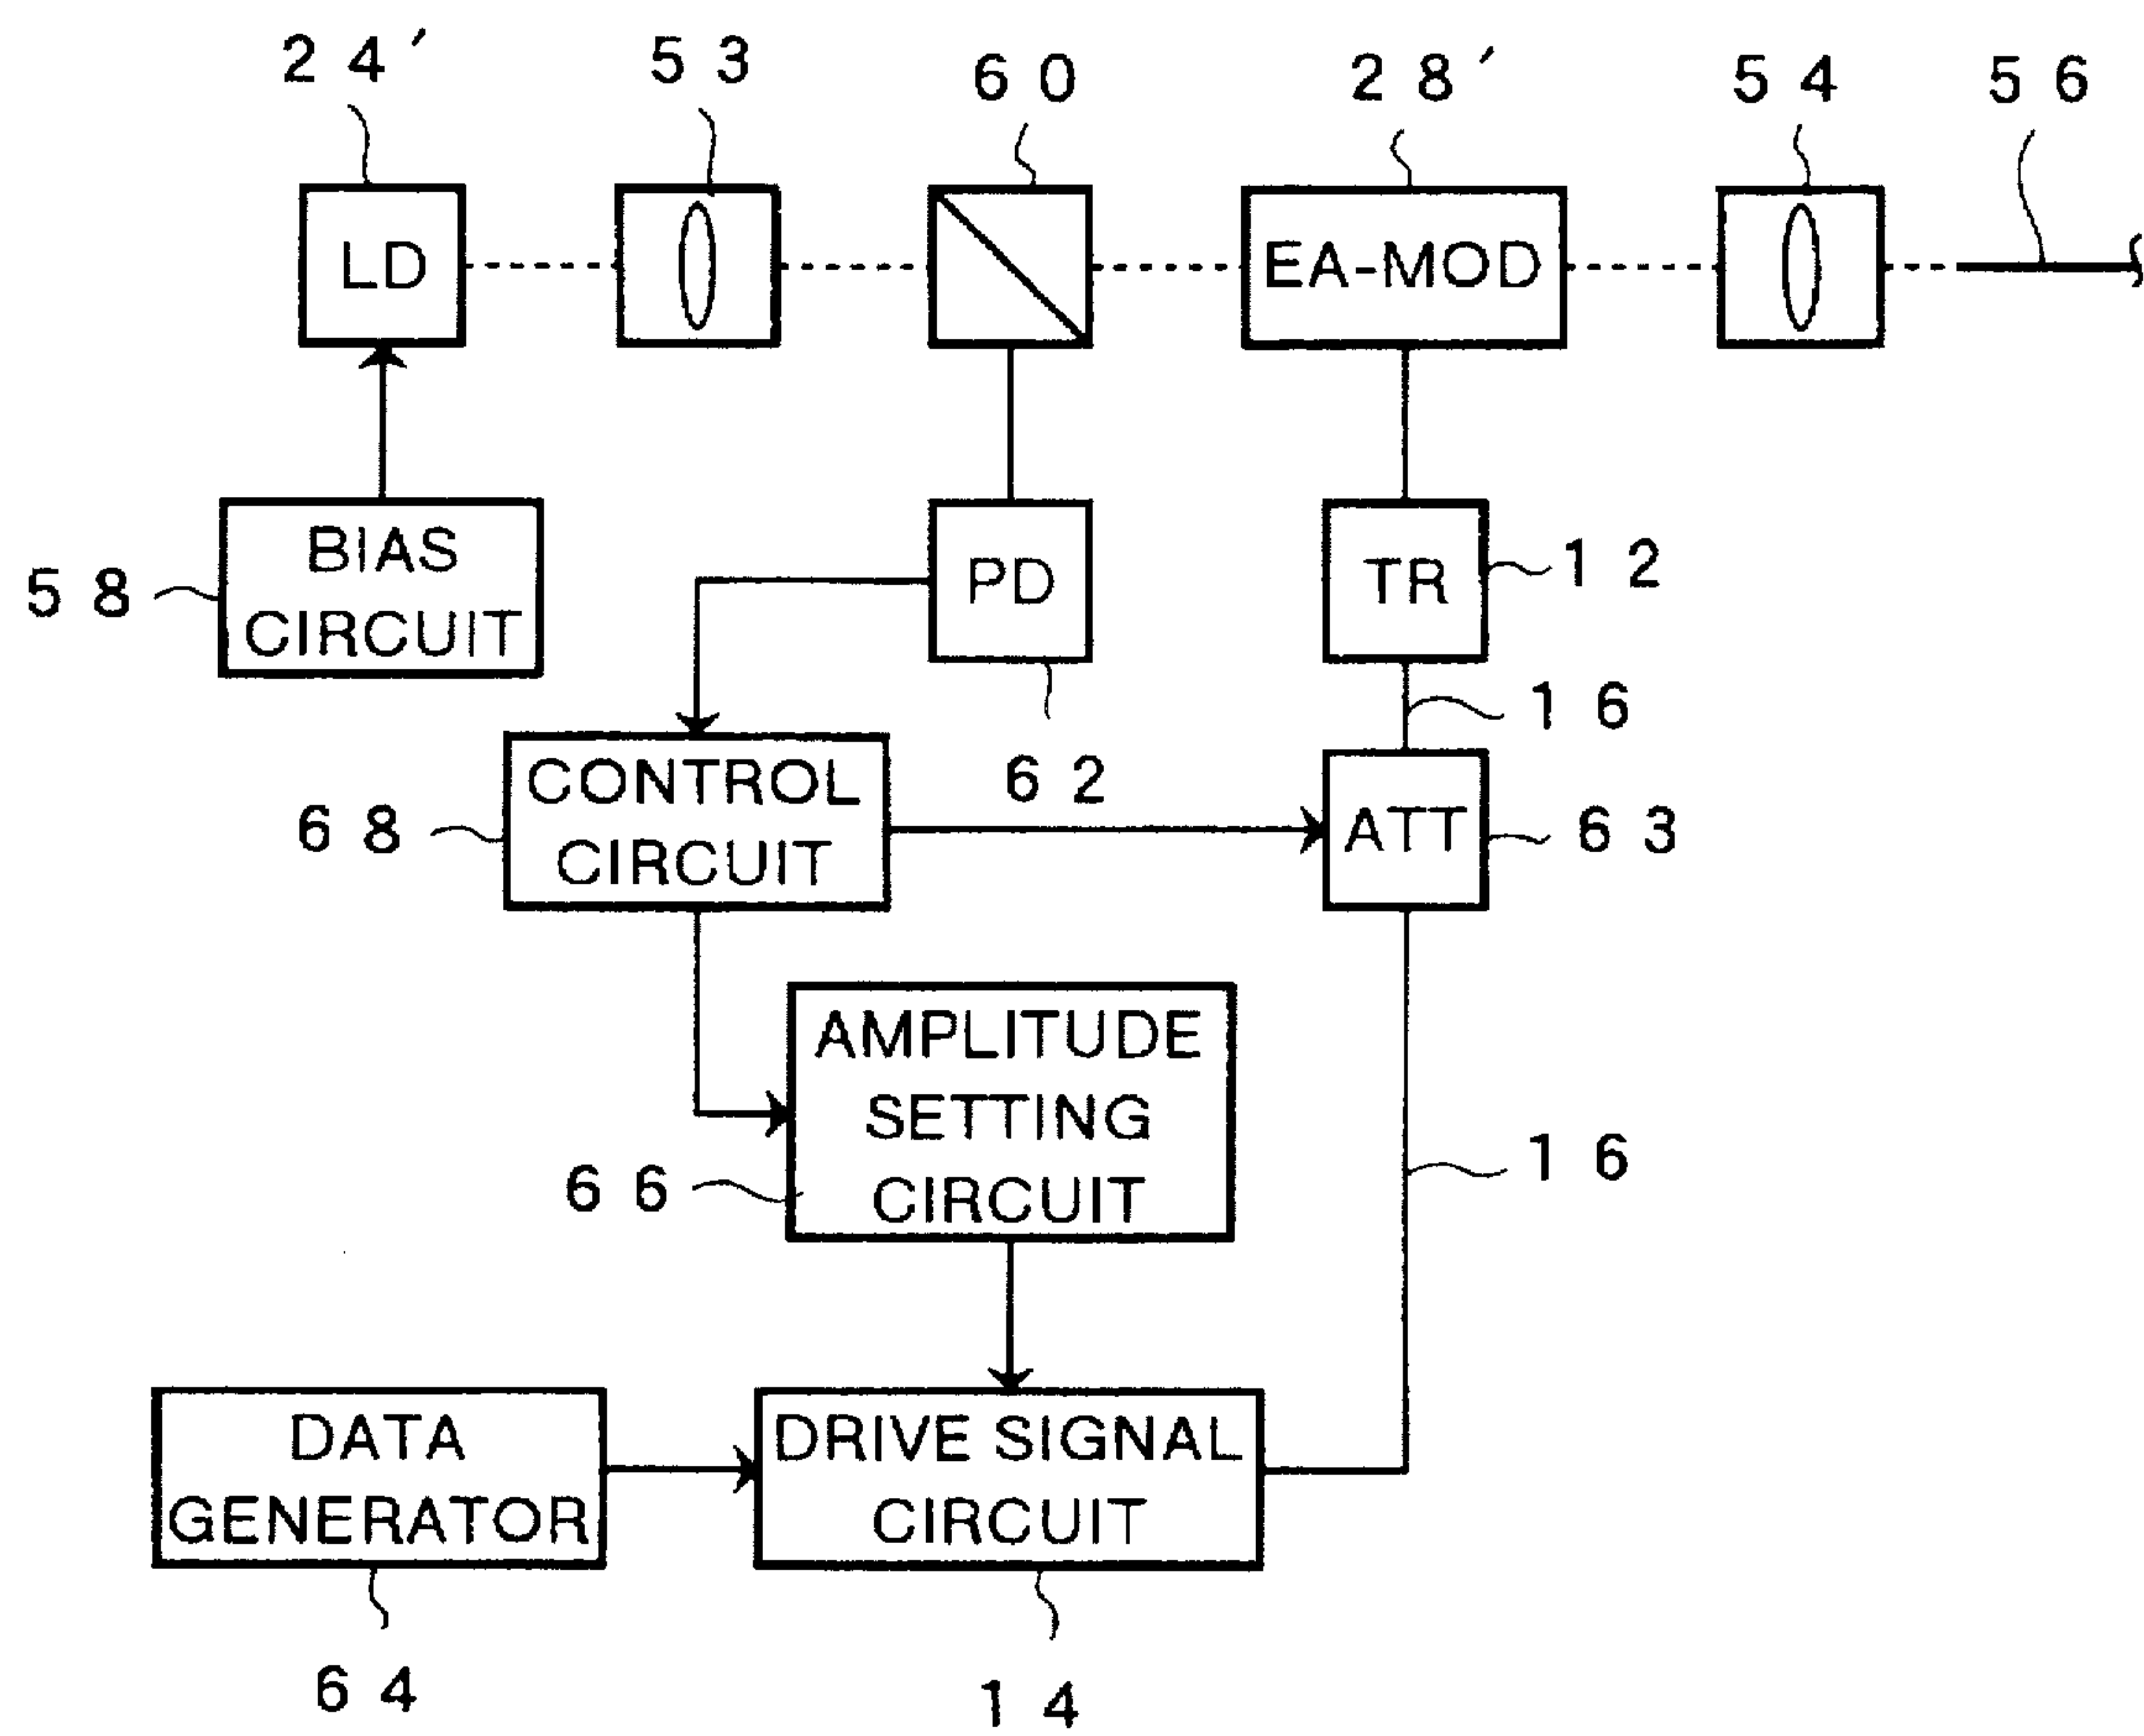 24′
53
60
28′
54
56
LD
EA-MOD
BIAS
CIRCUIT
58
PD
TR
12
16
62
CONTROL
CIRCUIT
68
ATT
63
AMPLITUDE
SETTING
CIRCUIT
66
16
DATA
GENERATOR
DRIVE SIGNAL
CIRCUIT
64
14